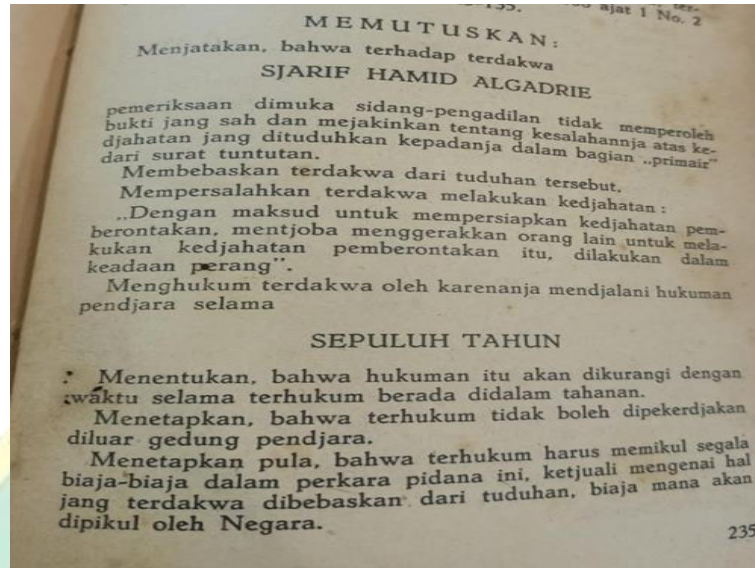 ajat 1 No. 2
MEMUTUSKAN:
Menjatakan, bahwa terhadap terdakwa
SJARIF HAMID ALGADRIE
pemeriksaan dimuka sidang-pengadilan tidak memperoleh
bukti jang sah dan mejakinkan tentang kesalahannja atas ke-
djahatan jang dituduhkan kepadanja dalam bagian „primair"
dari surat tuntutan.
Membebaskan terdakwa dari tuduhan tersebut,
Mempersalahkan terdakwa melakukan kedjahatan:
„Dengan maksud untuk mempersiapkan kedjahatan pem-
berontakan, mentjoba menggerakkan orang lain untuk mela-
kukan kedjahatan pemberontakan itu, dilakukan dalam
keadaan perang".
Menghukum terdakwa oleh karenanja mendjalani hukuman
pendjara selama
SEPULUH TAHUN
Menentukan, bahwa hukuman itu akan dikurangi dengan
waktu selama terhukum berada didalam tahanan.
Menetapkan, bahwa terhukum tidak boleh dipekerdjakan
diluar gedung pendjara.
Menetapkan pula, bahwa terhukum harus memikul segala
biaja-biaja dalam perkara pidana ini, ketjuali mengenai hal
jang terdakwa dibebaskan dari tuduhan, biaja mana akan
dipikul oleh Negara.
235